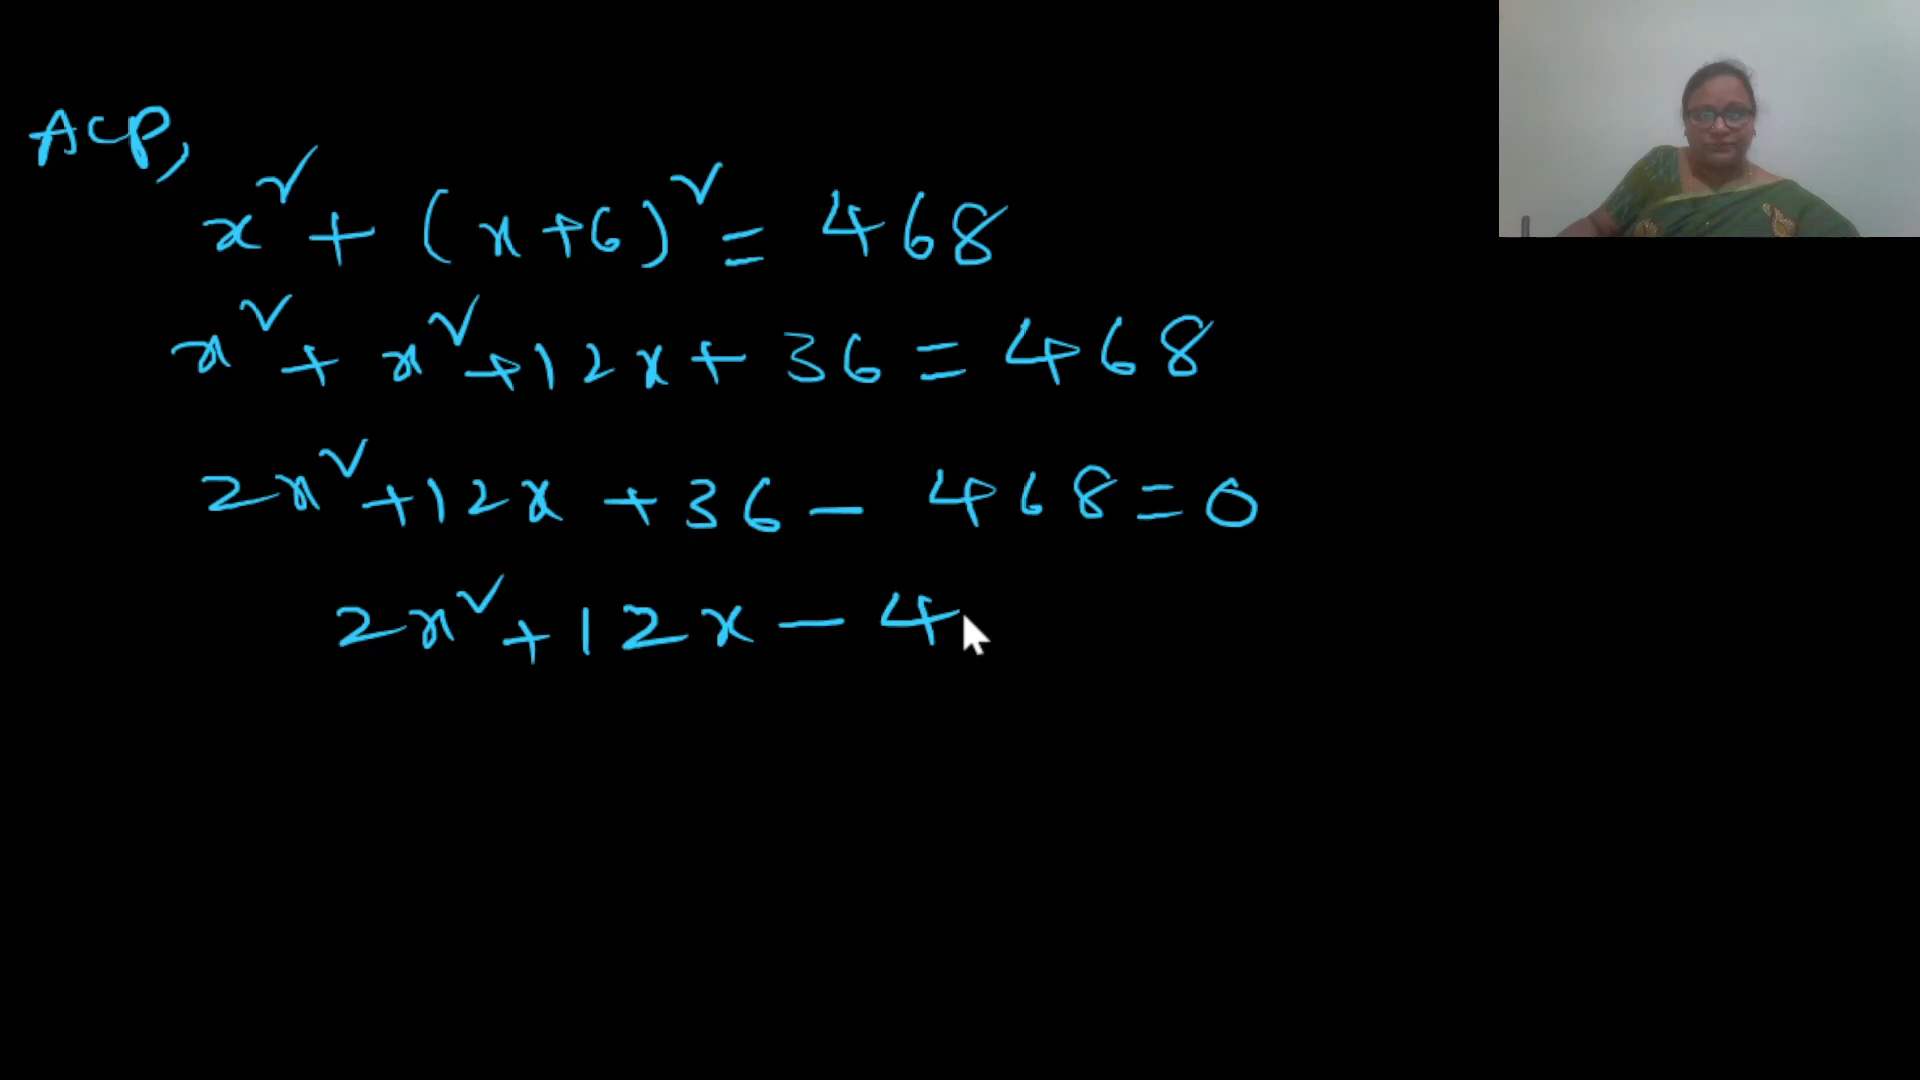 ACP,
x² + (x+6)² = 468
x² + x² + 12x + 36 = 468
2x² + 12x + 36 - 468 = 0
2x² + 12x - 4